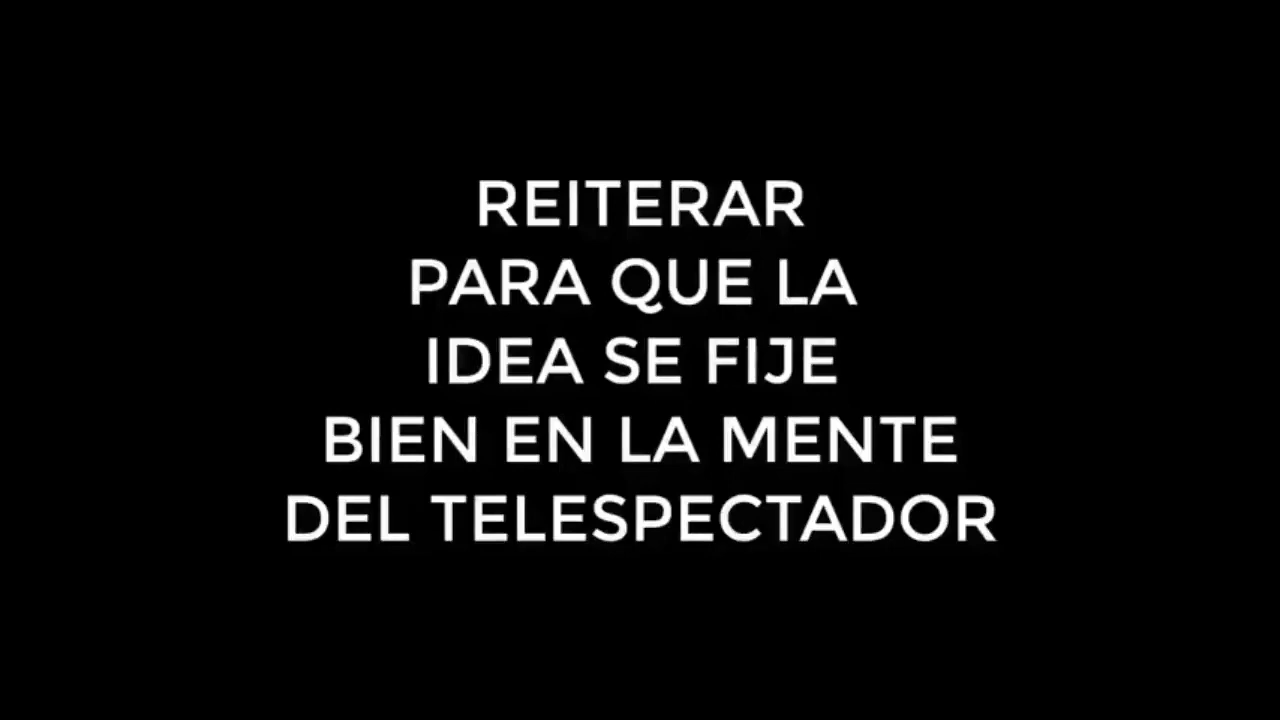 REITERAR
PARA QUE LA
IDEA SE FIJE
BIEN EN LA MENTE
DEL TELESPECTADOR